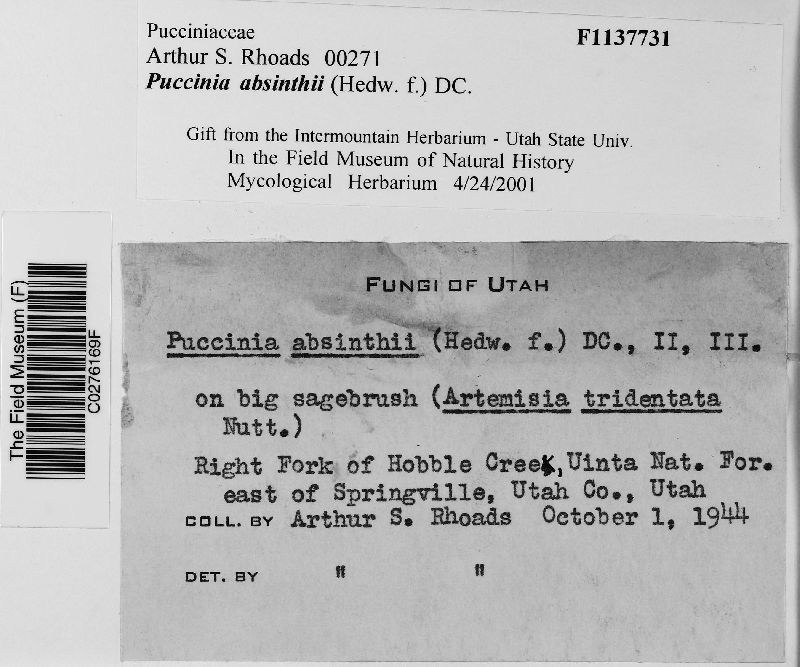 Pucciniaceae
F1137731
Arthur S. Rhoads 00271
Puccinia absinthii (Hedw. f.) DC.
Gift from the Intermountain Herbarium - Utah State Univ.
In the Field Museum of Natural History
Mycological Herbarium 4/24/2001
The Field Museum (F)
C0276169F
FUNGI OF UTAH
Puccinia absinthii (Hedw. f.) DC., II, III.
on big sagebrush (Artemisia tridentata
Nutt.)
Right Fork of Hobble Creek, Uinta Nat. For.
east of Springville, Utah Co., Utah
COLL. BY Arthur S. Rhoads October 1, 1944
DET. BY " "